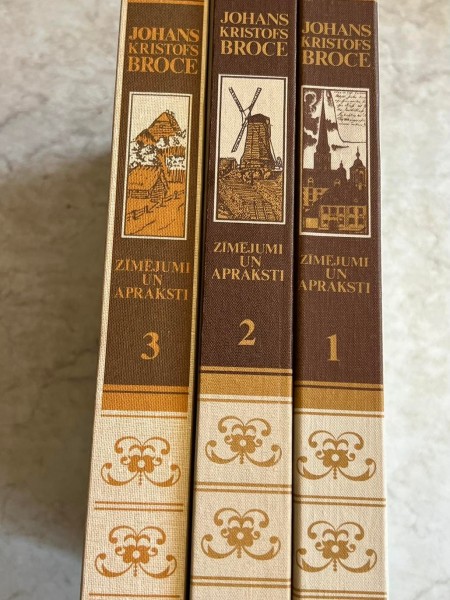 JOHANS
KRISTOFS
BROCE
ZĪMĒJUMI
UN
APRAKSTI
3
JOHANS
KRISTOFS
BROCE
ZĪMĒJUMI
UN
APRAKSTI
2
JOHANS
KRISTOFS
BROCE
ZĪMĒJUMI
UN
APRAKSTI
1